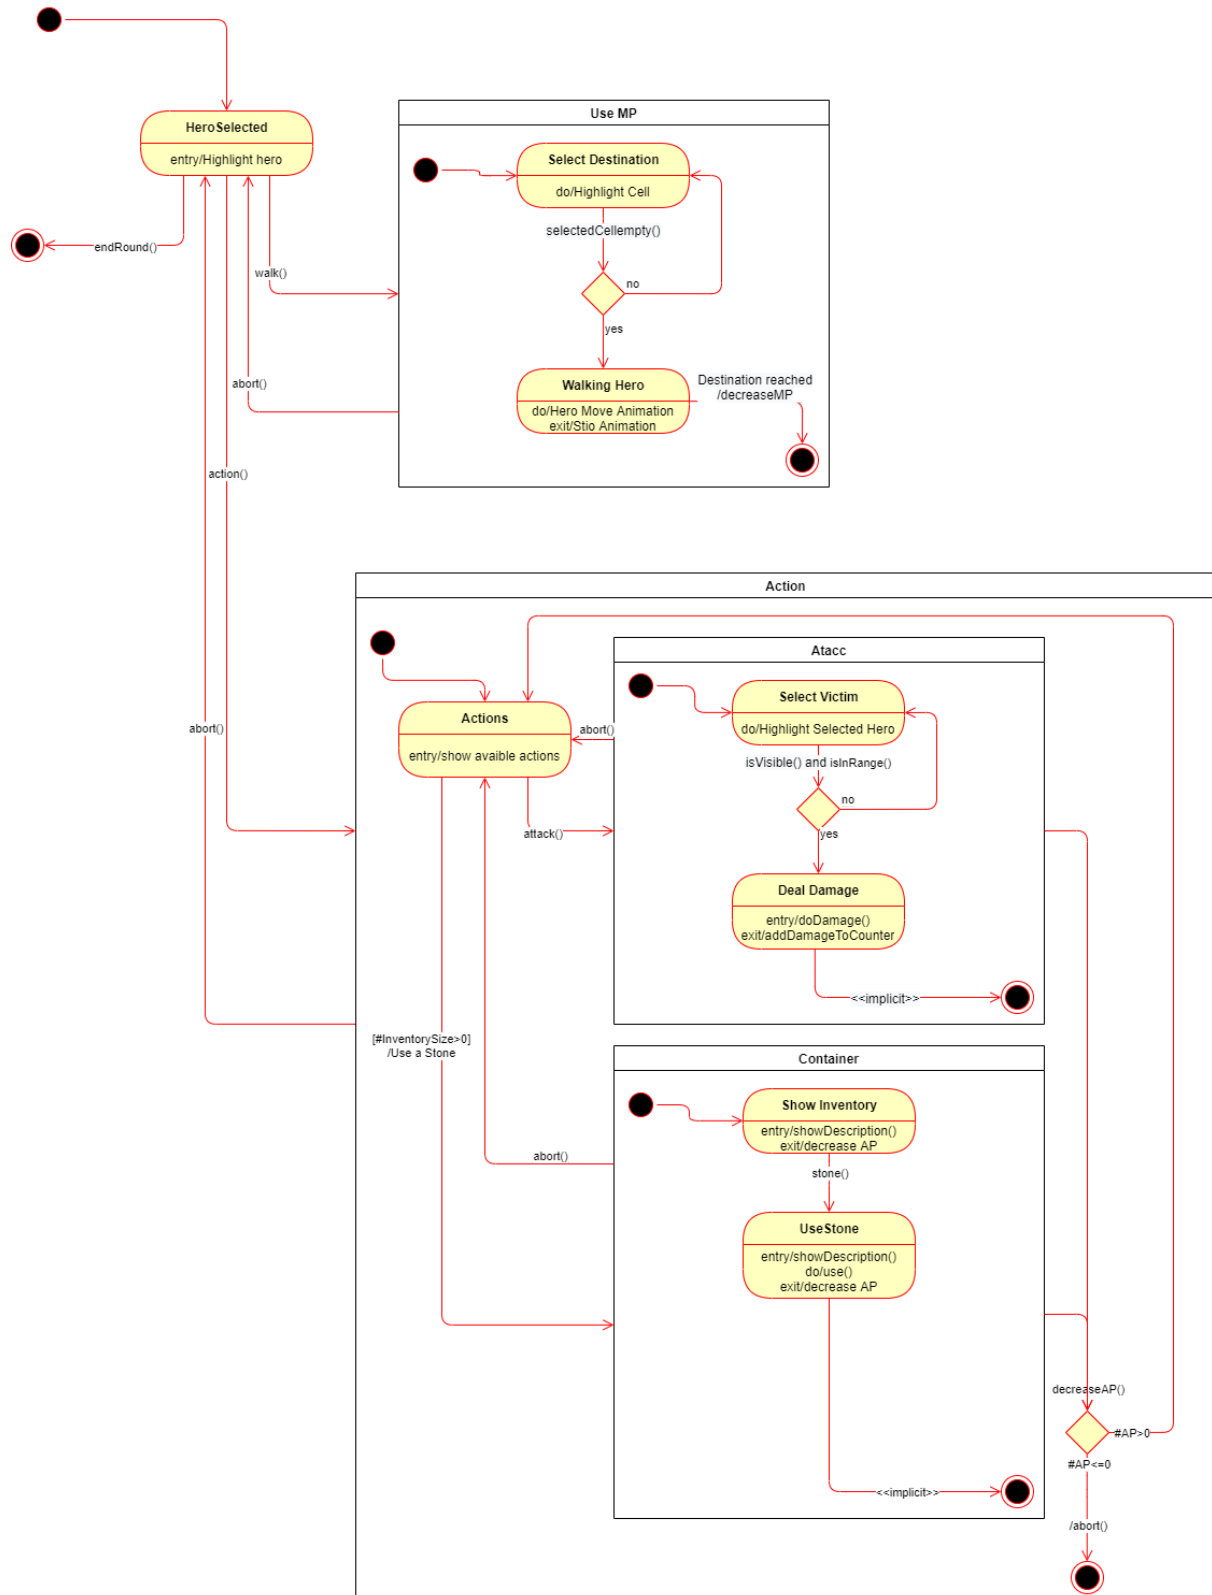 HeroSelected
entry/Highlight hero
endRound()
walk()
abort()
action()
abort()
Use MP
Select Destination
do/Highlight Cell
selectedCellempty()
no
yes
Walking Hero
do/Hero Move Animation
exit/Stio Animation
Destination reached
/decreaseMP
Action
Actions
entry/show avaible actions
abort()
attack()
[#InventorySize>0]
/Use a Stone
abort()
Atacc
Select Victim
do/Highlight Selected Hero
isVisible() and isInRange()
no
yes
Deal Damage
entry/doDamage()
exit/addDamageToCounter
<<implicit>>
Container
Show Inventory
entry/showDescription()
exit/decrease AP
stone()
UseStone
entry/showDescription()
do/use()
exit/decrease AP
<<implicit>>
decreaseAP()
#AP>0
#AP<=0
/abort()